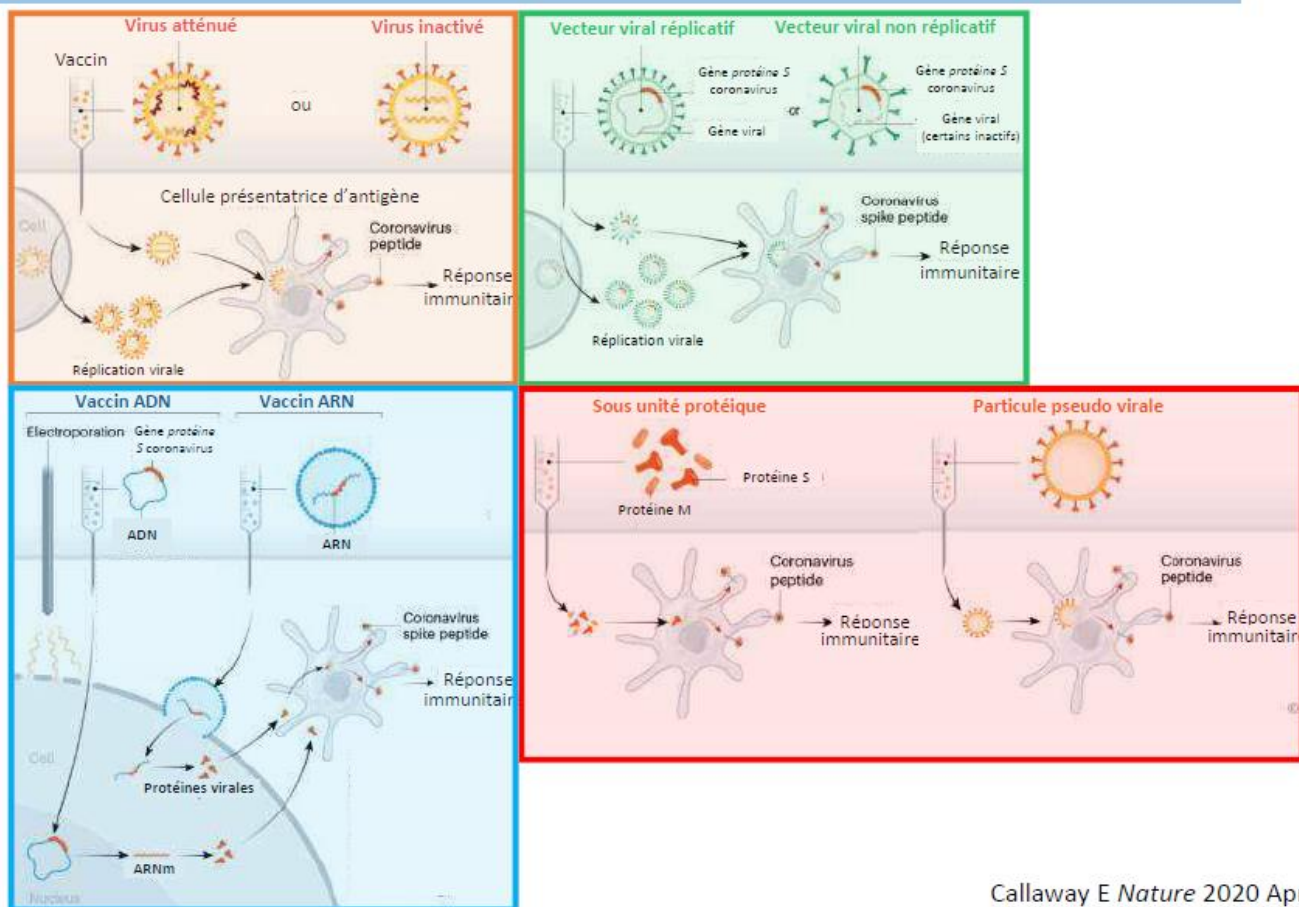 Virus atténué
Virus inactivé
Vaccin
ou
Cellule présentatrice d'antigène
Cell
Coronavirus
peptide
Réponse
immunitair
Réplication virale
Vecteur viral réplicatif
Vecteur viral non réplicatif
Gène protéine S
coronavirus
Gène viral
or
Gène protéine S
coronavirus
Gène viral
(certains inactifs)
Coronavirus
spike peptide
Réponse
immunitaire
Réplication virale
Vaccin ADN
Vaccin ARN
Electroporation
Gène protéine
S coronavirus
ADN
ARN
Coronavirus
spike peptide
Réponse
immunitair
Cell
Protéines virales
ARNm
Nucleus
Sous unité protéique
Particule pseudo virale
Protéine S
Protéine M
Coronavirus
peptide
Réponse
immunitaire
Coronavirus
peptide
Réponse
immunitair
©
Callaway E Nature 2020 Ap